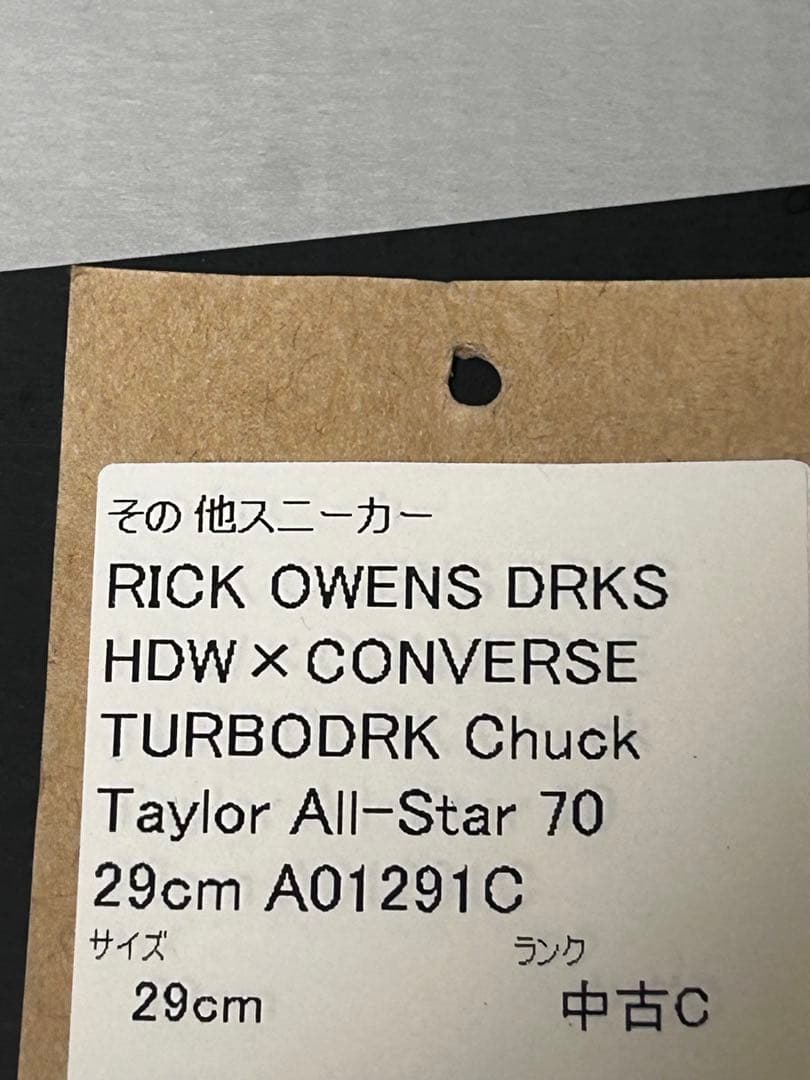 その他スニーカー
RICK OWENS DRKS
HDW×CONVERSE
TURBODRK Chuck
Taylor All-Star 70
29cm A01291C
サイズ ランク
29cm 中古C